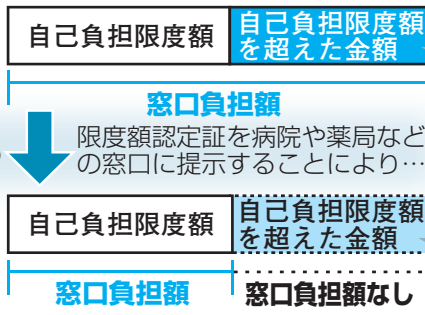 自己負担限度額
自己負担限度額
を超えた金額
窓口負担額
限度額認定証を病院や薬局など
の窓口に提示することにより…
自己負担限度額
自己負担限度額
を超えた金額
窓口負担額
窓口負担額なし